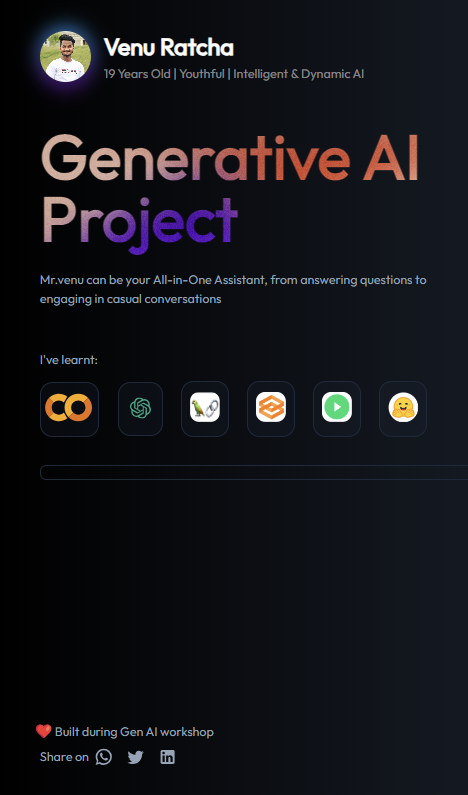 Venu Ratcha
19 Years Old | Youthful | Intelligent & Dynamic AI
Generative AI
Project
Mr.venu can be your All-in-One Assistant, from answering questions to
engaging in casual conversations
I've learnt:
Built during Gen AI workshop
Share on